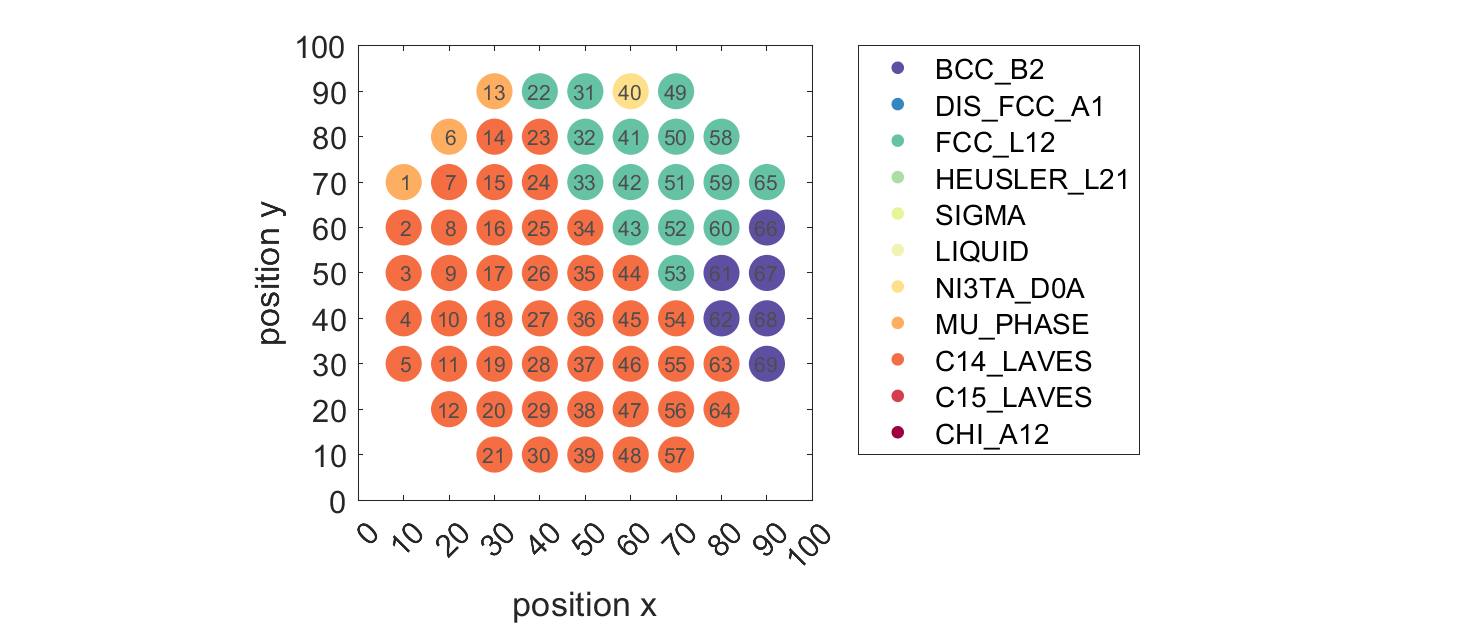 100
90
80
70
60
50
40
30
20
10
0
position y
13 22 31 40 49
6 14 23 32 41 50 58
1 7 15 24 33 42 51 59 65
2 8 16 25 34 43 52 60 66
3 9 17 26 35 44 53 61 67
4 10 18 27 36 45 54 62 68
5 11 19 28 37 46 55 63 69
12 20 29 38 47 56 64
21 30 39 48 57
0 10 20 30 40 50 60 70 80 90 100
position x
BCC_B2
DIS_FCC_A1
FCC_L12
HEUSLER_L21
SIGMA
LIQUID
NI3TA_D0A
MU_PHASE
C14_LAVES
C15_LAVES
CHI_A12